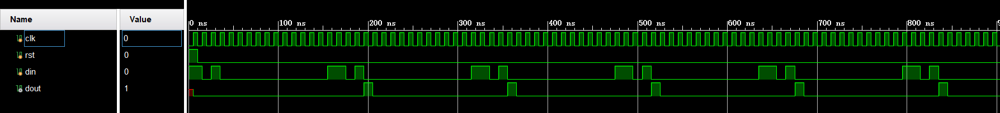 Name Value
0 ns 100 ns 200 ns 300 ns 400 ns 500 ns 600 ns 700 ns 800 ns
clk 0
rst 0
din 0
dout 1